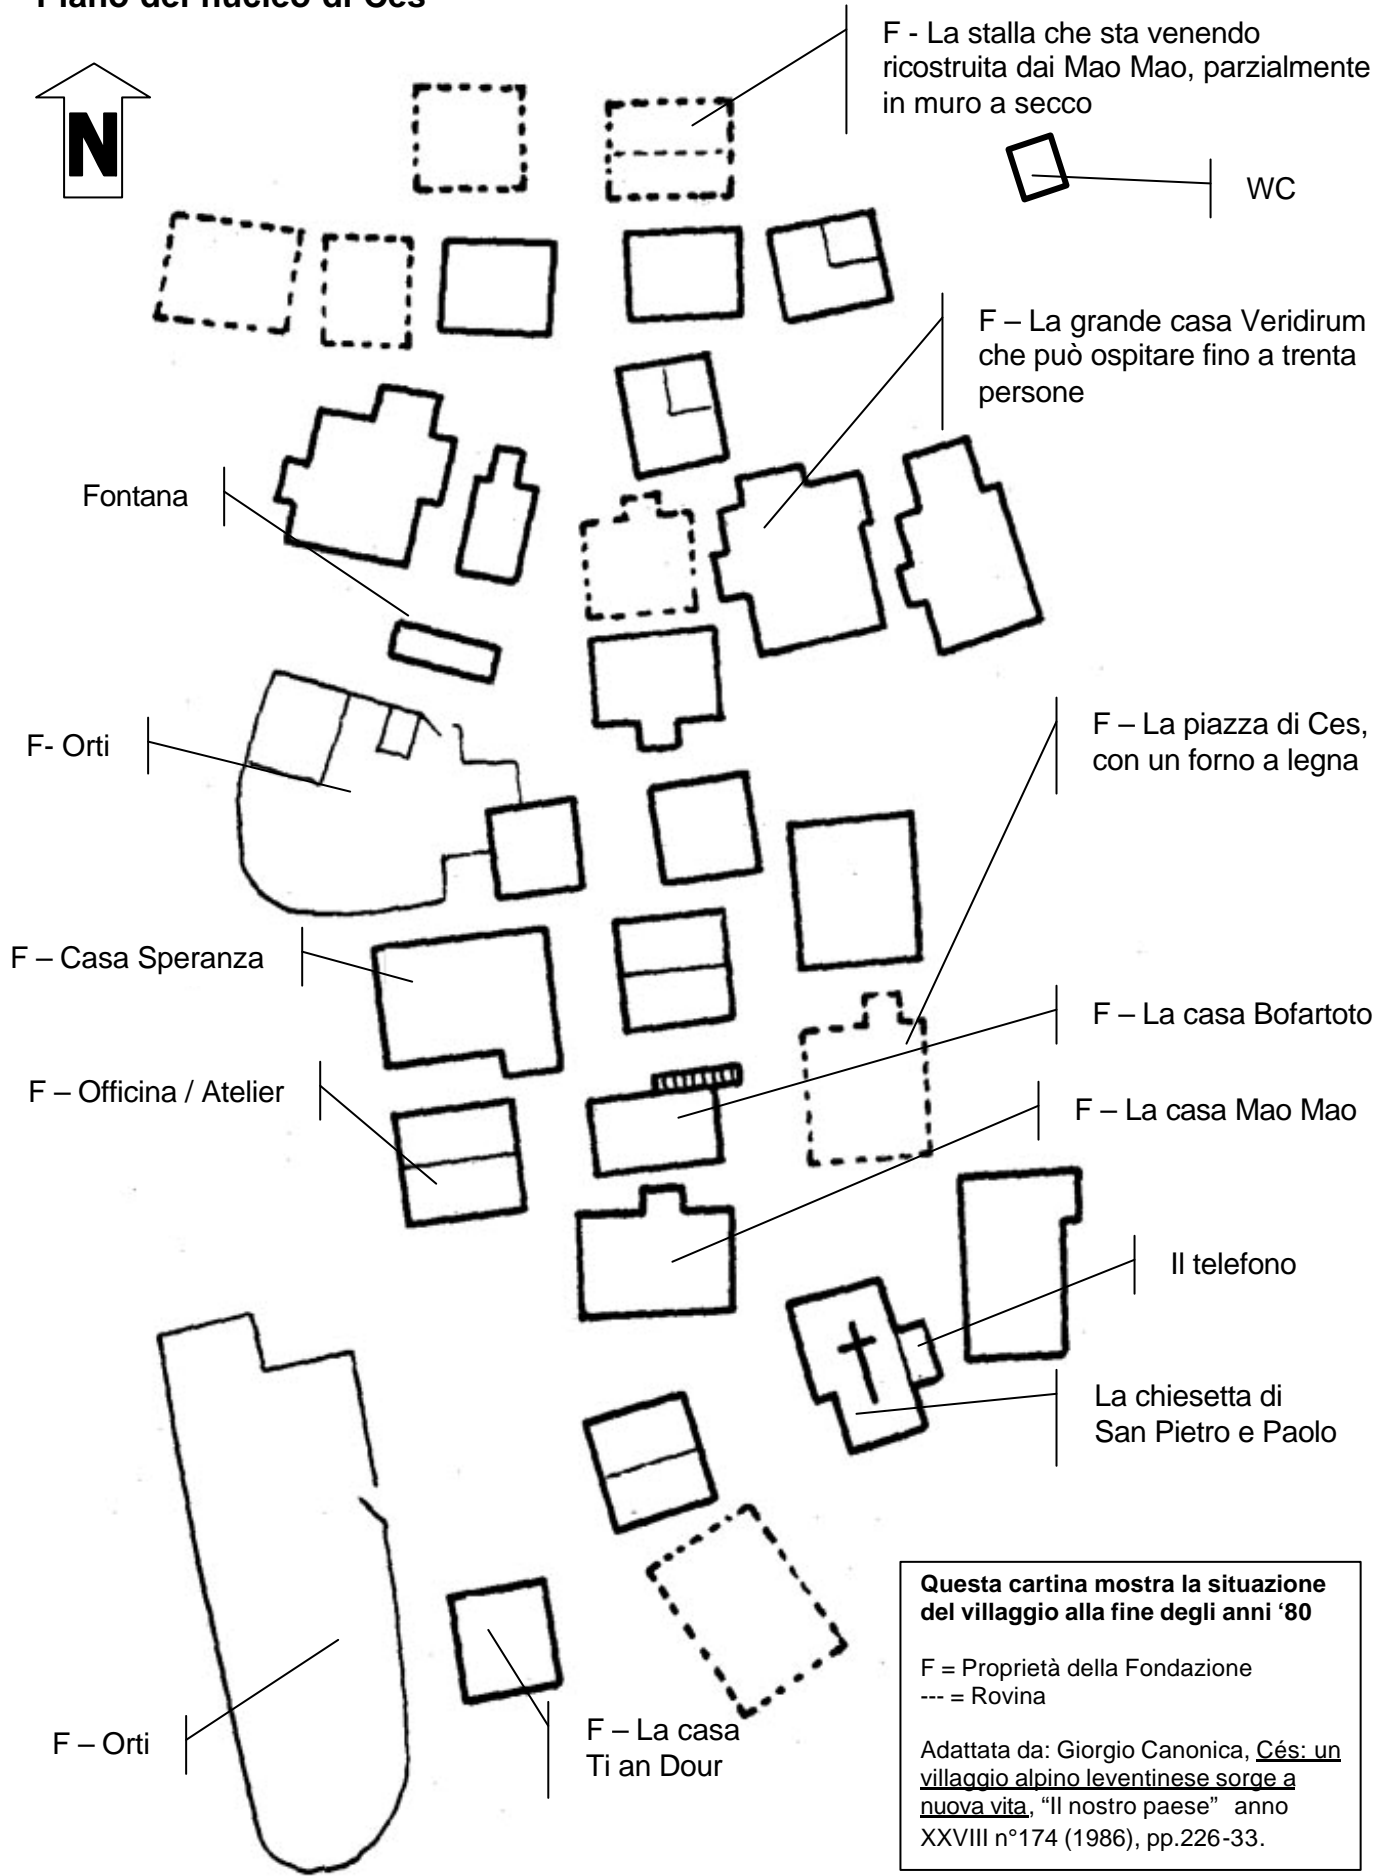 Piano del nucleo di Ces
N
F - La stalla che sta venendo
ricostruita dai Mao Mao, parzialmente
in muro a secco
WC
F – La grande casa Veridirum
che può ospitare fino a trenta
persone
Fontana
F- Orti
F – La piazza di Ces,
con un forno a legna
F – Casa Speranza
F – La casa Bofartoto
F – Officina / Atelier
F – La casa Mao Mao
Il telefono
La chiesetta di
San Pietro e Paolo
F – Orti
F – La casa
Ti an Dour
Questa cartina mostra la situazione
del villaggio alla fine degli anni ‘80
F = Proprietà della Fondazione
--- = Rovina
Adattata da: Giorgio Canonica, Cés: un
villaggio alpino leventinese sorge a
nuova vita, “Il nostro paese” anno
XXVIII n°174 (1986), pp.226-33.